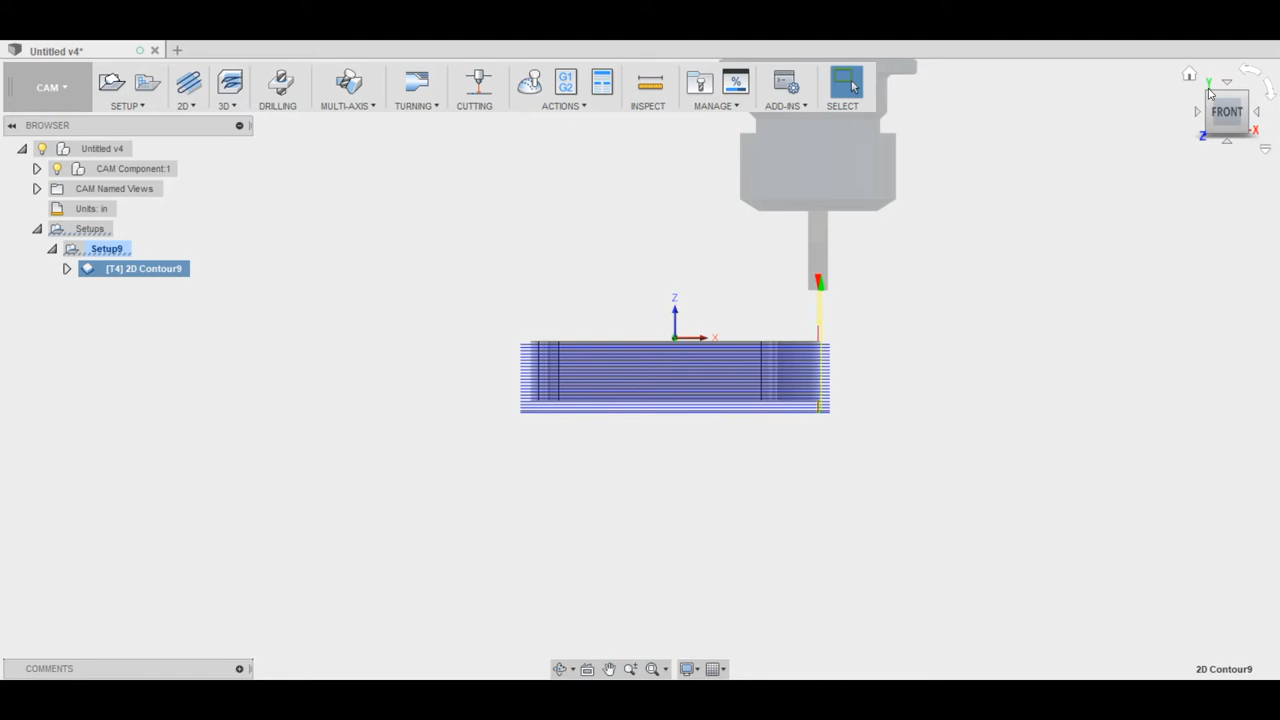 Untitled v4*
CAM
SETUP
2D
3D
DRILLING
MULTI-AXIS
TURNING
CUTTING
G1
G2
ACTIONS
INSPECT
%
MANAGE
ADD-INS
SELECT
BROWSER
Untitled v4
CAM Component:1
CAM Named Views
Units: in
Setups
Setup9
[T4] 2D Contour9
Z
X
Y
FRONT
Z
X
COMMENTS
2D Contour9